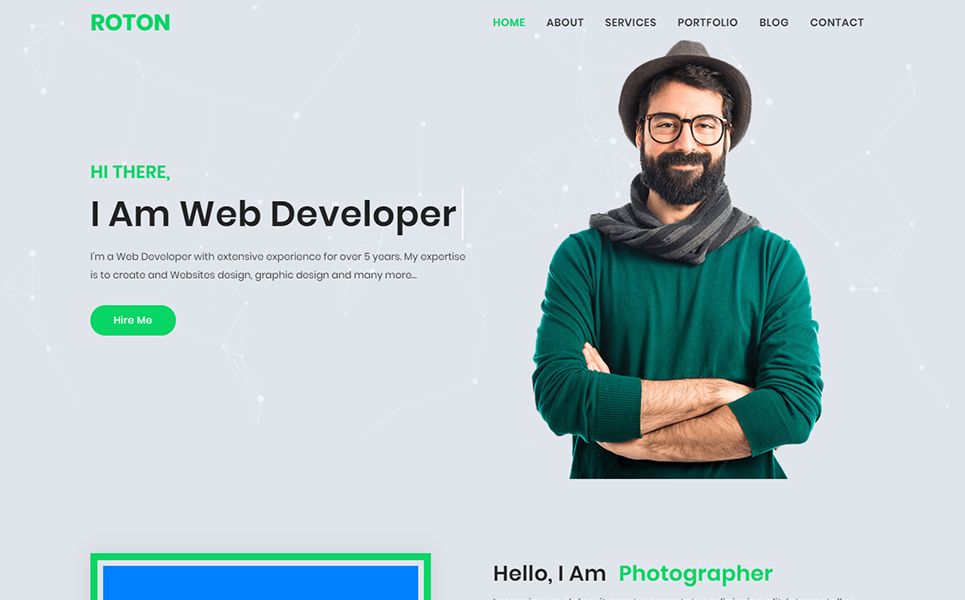 ROTON
HOME ABOUT SERVICES PORTFOLIO BLOG CONTACT
HI THERE,
I Am Web Developer
I'm a Web Developer with extensive experience for over 5 years. My expertise
is to create and Websites design, graphic design and many more...
Hire Me
Hello, I Am Photographer